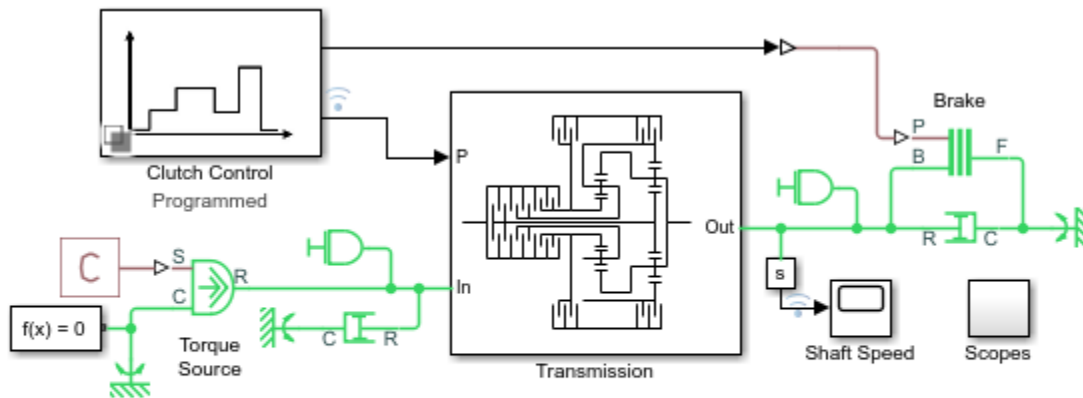 Brake
P
B
F
Clutch Control
Programmed
P
C
S
R
C
In
Out
R
C
s
f(x) = 0
Torque
Source
C
R
Shaft Speed
Scopes
Transmission